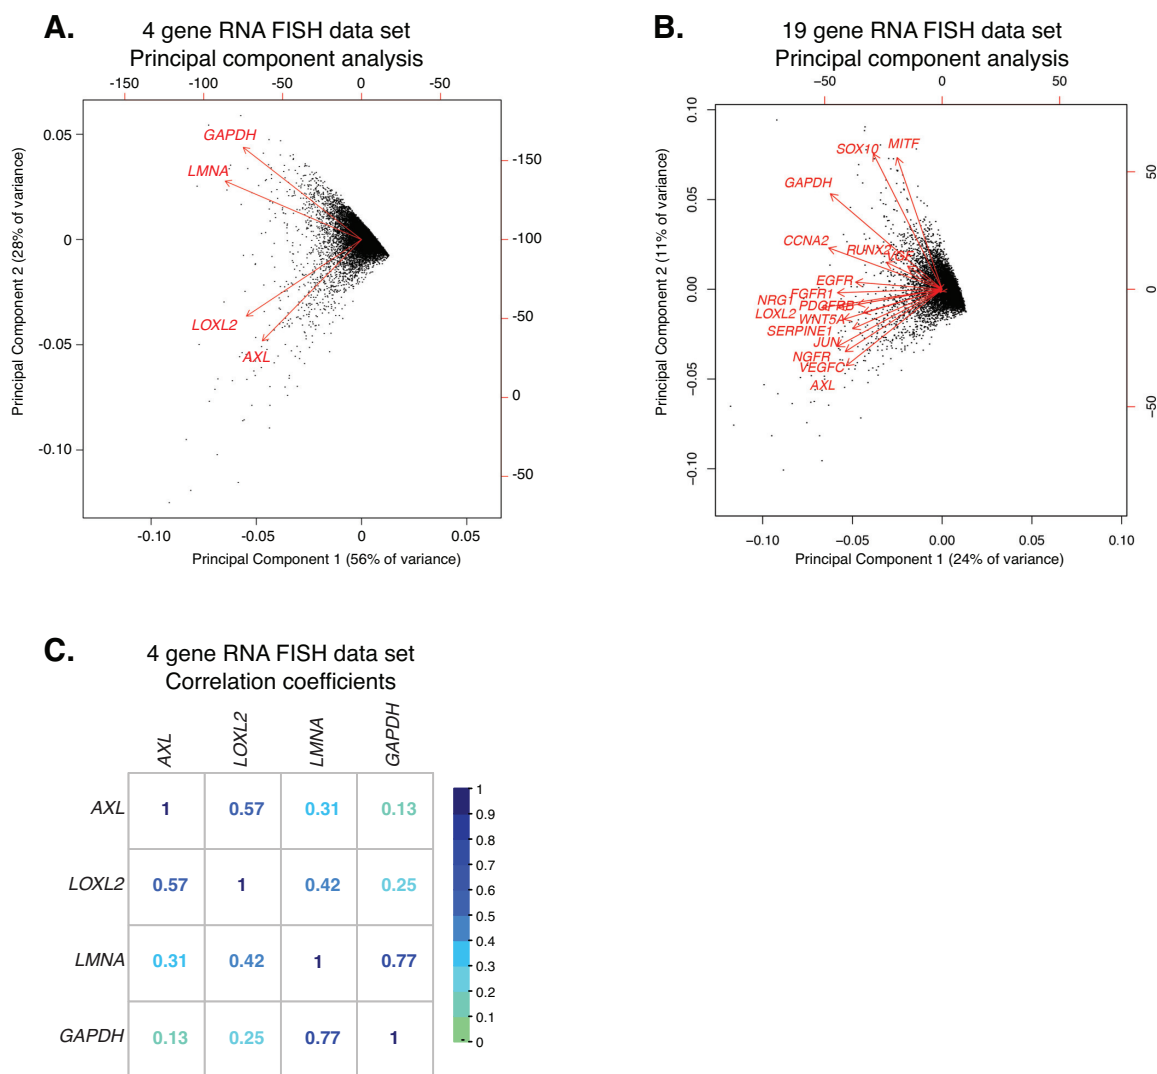 A.
4 gene RNA FISH data set
Principal component analysis
-150 -100 -50 0 -50
0.05
0
-0.05
-0.10
Principal Component 2 (28% of variance)
GAPDH
LMNA
LOXL2
AXL
-150
-100
-50
0
-50
-0.10 -0.05 0 0.05
Principal Component 1 (56% of variance)
B.
19 gene RNA FISH data set
Principal component analysis
−50 0 50
0.10
0.05
0.00
−0.05
−0.10
Principal Component 2 (11% of variance)
SOX10 MITF
GAPDH
CCNA2
RUNX2
EGFR
FGFR1
NRG1 PDGFRB
LOXL2 WNT5A
SERPINE1
JUN
NGFR
VEGFC
AXL
50
0
−50
−0.10 −0.05 0.00 0.05 0.10
Principal Component 1 (24% of variance)
C.
4 gene RNA FISH data set
Correlation coefficients
AXL LOXL2 LMNA GAPDH
AXL 1 0.57 0.31 0.13
LOXL2 0.57 1 0.42 0.25
LMNA 0.31 0.42 1 0.77
GAPDH 0.13 0.25 0.77 1
1
0.9
0.8
0.7
0.6
0.5
0.4
0.3
0.2
0.1
0